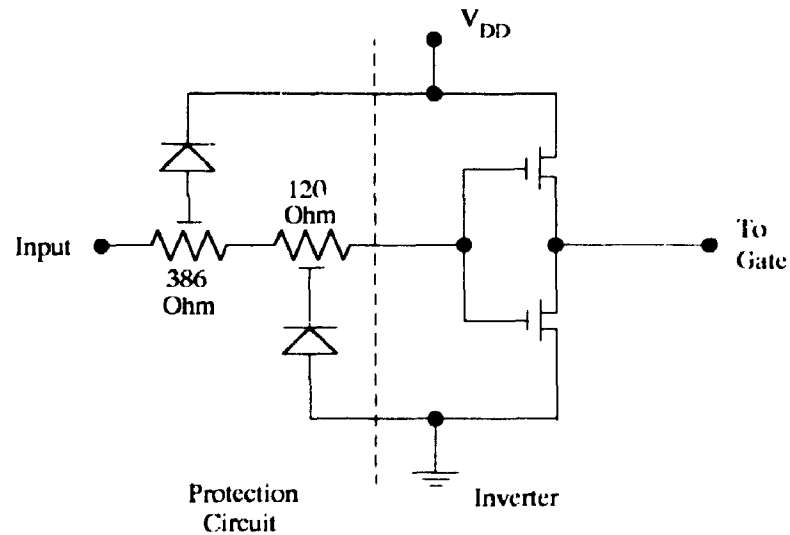 V_DD
120
Ohm
Input
386
Ohm
To
Gate
Protection
Circuit
Inverter